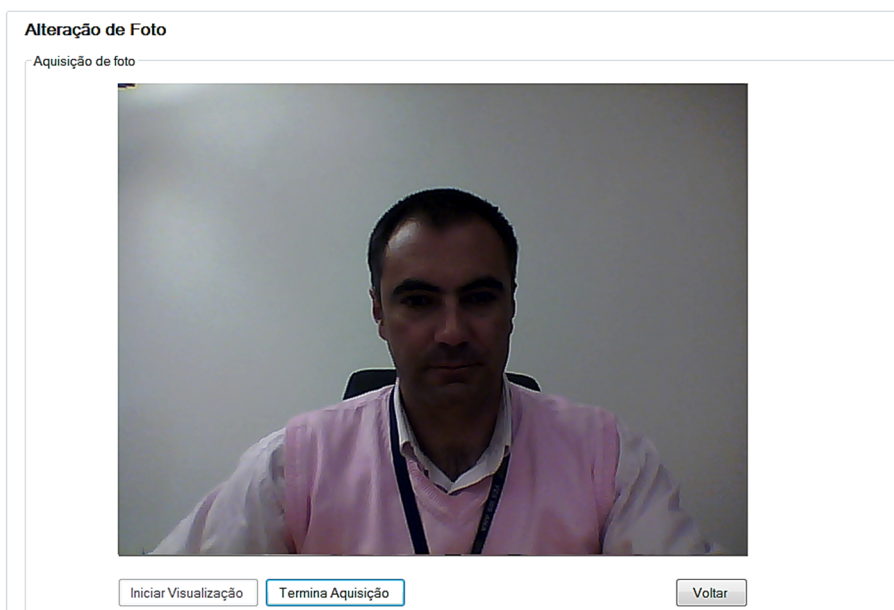 Alteração de Foto
Aquisição de foto
Iniciar Visualização
Termina Aquisição
Voltar